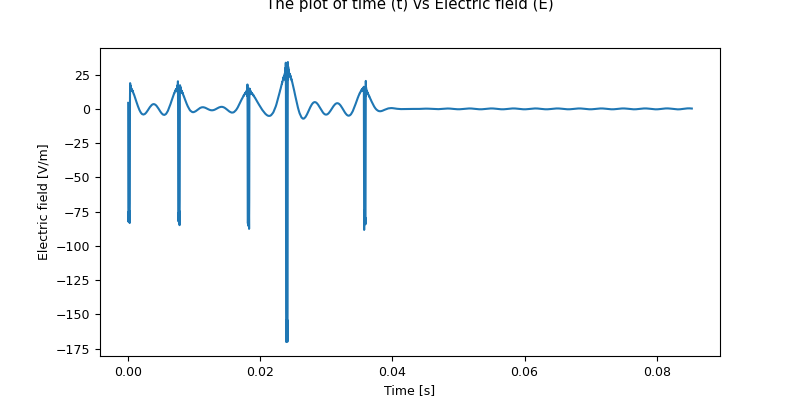 The plot of time (t) vs Electric field (E)
25
0
−25
−50
−75
−100
−125
−150
−175
Electric field [V/m]
0.00 0.02 0.04 0.06 0.08
Time [s]